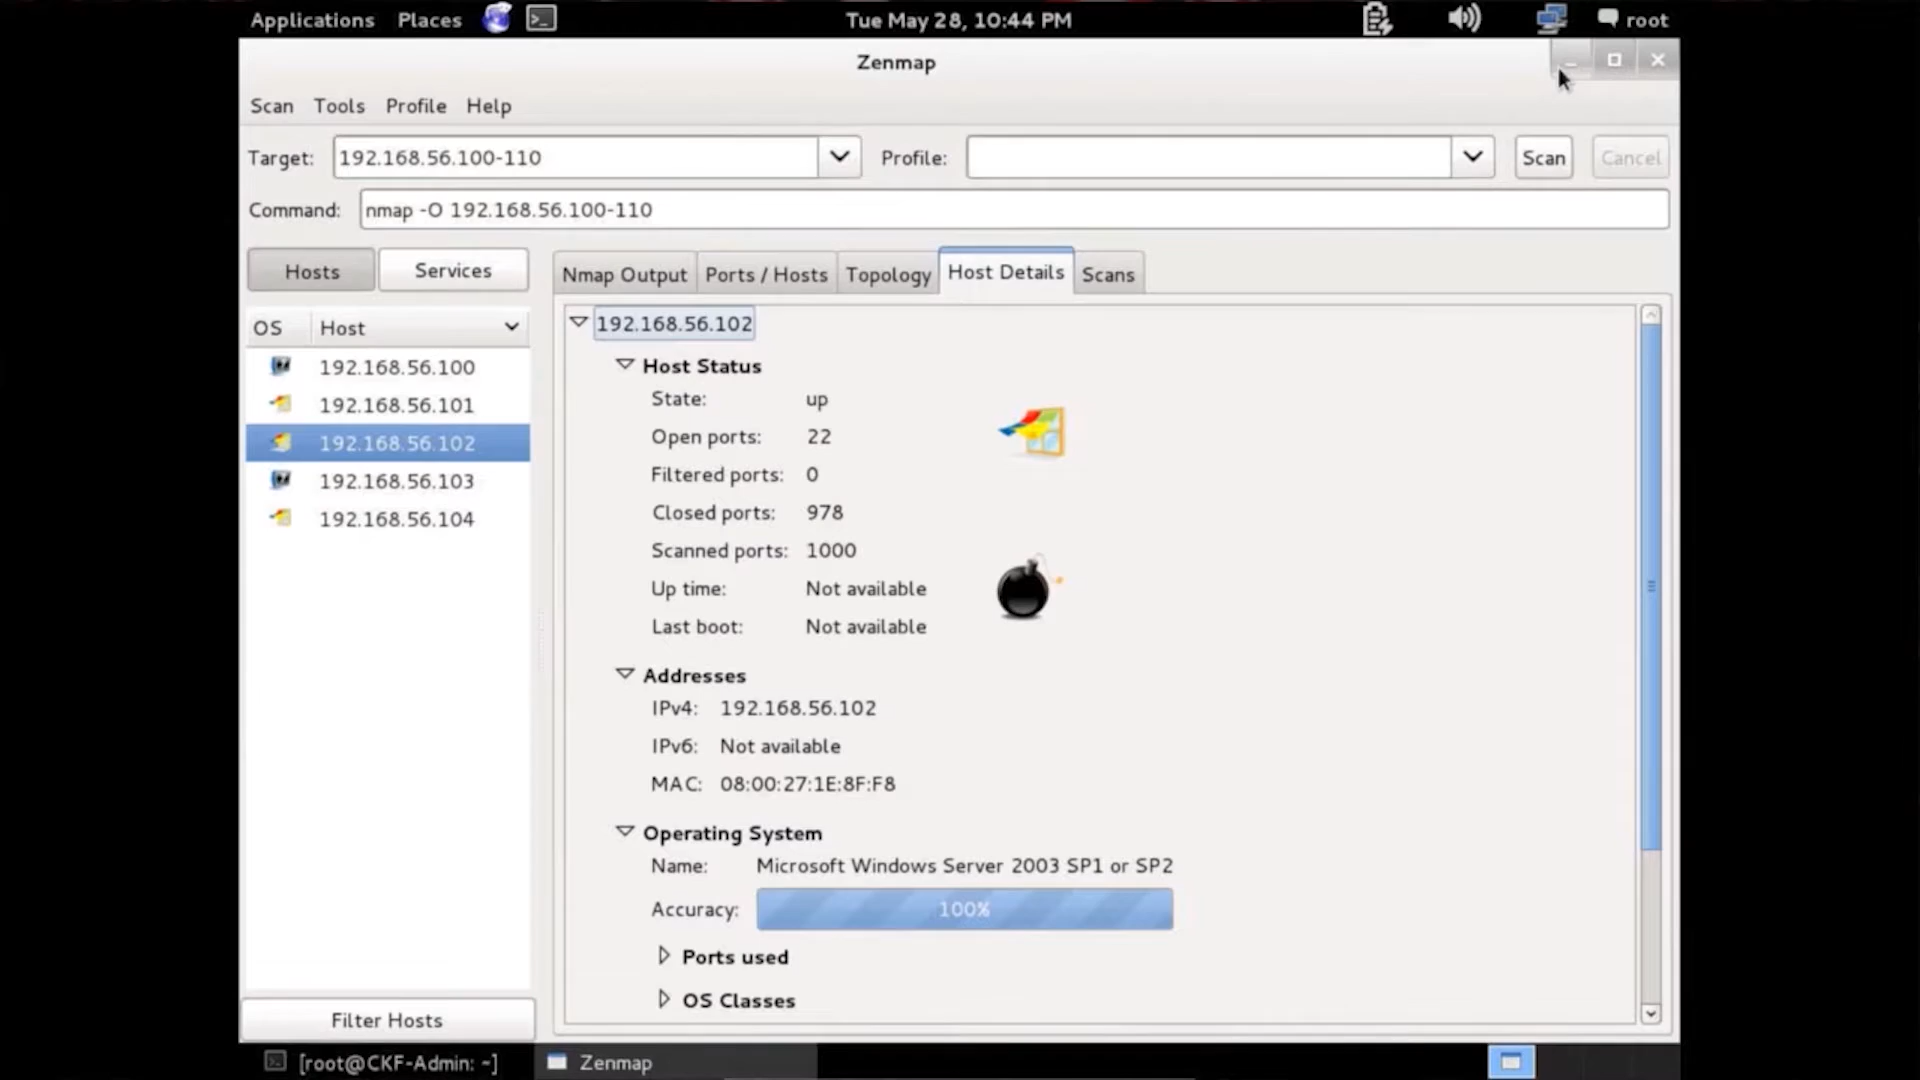 Applications Places Tue May 28, 10:44 PM root
Zenmap
Scan Tools Profile Help
Target: 192.168.56.100-110 Profile: Scan Cancel
Command: nmap -O 192.168.56.100-110
Hosts Services
Nmap Output Ports / Hosts Topology Host Details Scans
OS Host
192.168.56.100
192.168.56.101
192.168.56.102
192.168.56.103
192.168.56.104
Filter Hosts
192.168.56.102
Host Status
State: up
Open ports: 22
Filtered ports: 0
Closed ports: 978
Scanned ports: 1000
Up time: Not available
Last boot: Not available
Addresses
IPv4: 192.168.56.102
IPv6: Not available
MAC: 08:00:27:1E:8F:F8
Operating System
Name: Microsoft Windows Server 2003 SP1 or SP2
Accuracy: 100%
Ports used
OS Classes
[root@CKF-Admin: ~] Zenmap